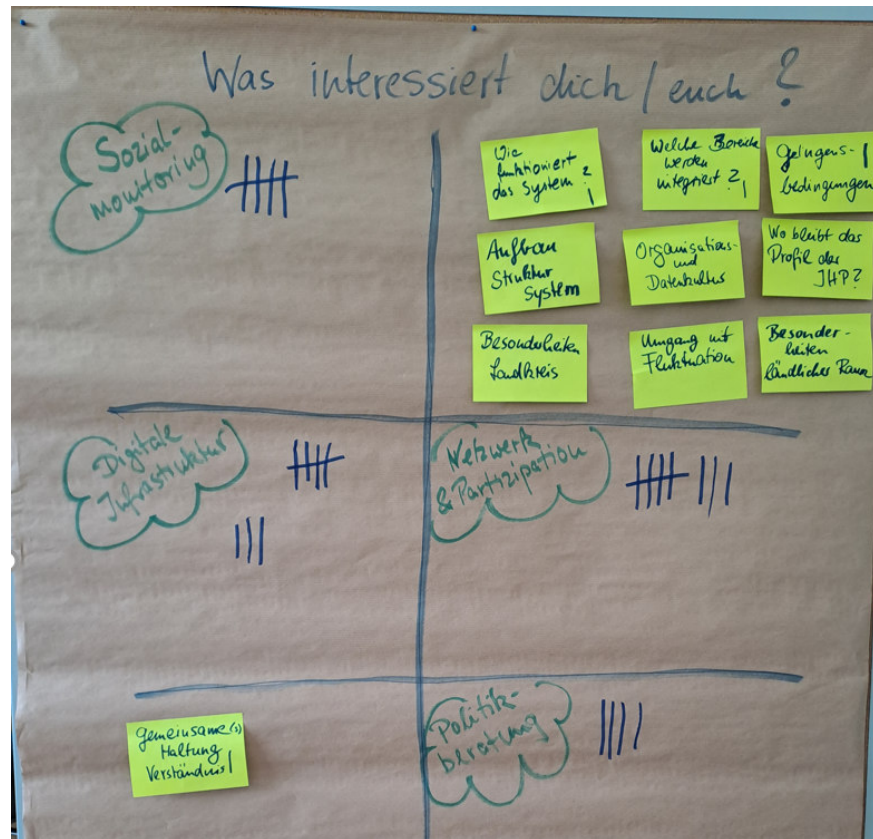 Was interessiert dich / euch ?
Sozial-
monitoring
Wie
funktioniert
das System ?
Welche Bereiche
werden
integriert ?
Gelingens-
bedingungen
Aufbau
Struktur
System
Organisations-
und
Datenkultur
Wo bleibt das
Profil der
JHP?
Besonderheiten
Landkreis
Umgang mit
Fluktuation
Besonder-
heiten
ländlicher Raum
Digitale
Infrastruktur
Netzwerk
& Partizipation
gemeinsame(s)
Haltung
Verständnis
Politik-
beratung